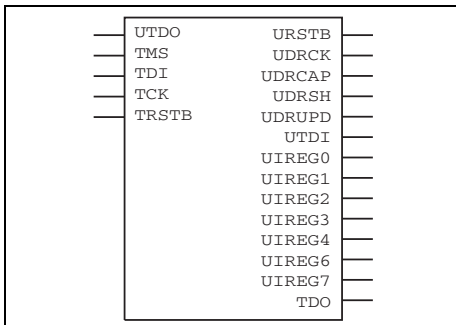 UTDO
TMS
TDI
TCK
TRSTB
URSTB
UDRCK
UDRCAP
UDRSH
UDRUPD
UTDI
UIREG0
UIREG1
UIREG2
UIREG3
UIREG4
UIREG6
UIREG7
TDO